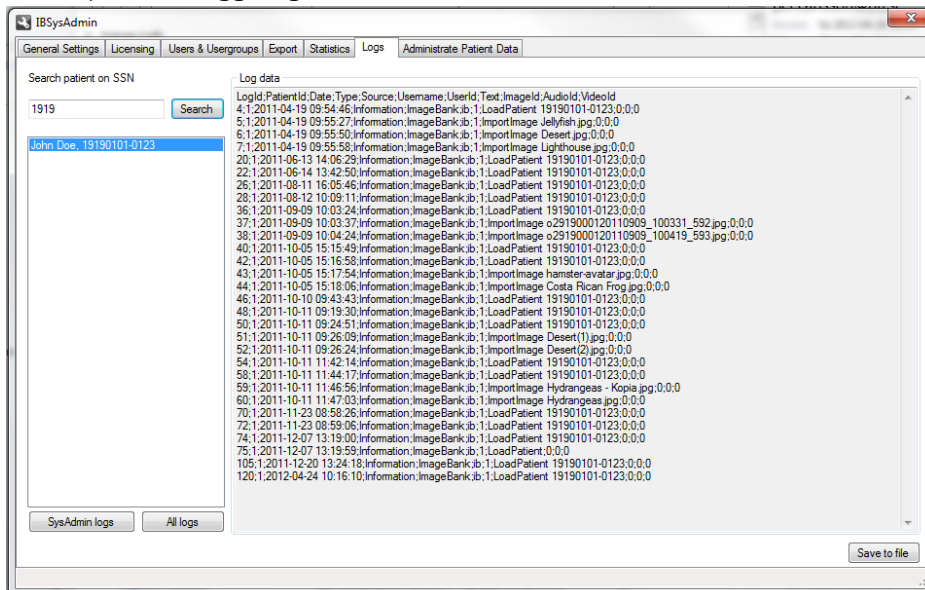 IBSysAdmin
General Settings Licensing Users & Usergroups Export Statistics Logs Administrate Patient Data
Search patient on SSN
1919 Search
John Doe, 19190101-0123
Log data
LogId;PatientId;Date;Type;Source;Username;UserId;Text;ImageId;AudioId;VideoId
4;1;2011-04-19 09:54:46;Information;ImageBank;ib;1;LoadPatient 19190101-0123;0;0;0
5;1;2011-04-19 09:55:27;Information;ImageBank;ib;1;ImportImage Jellyfish.jpg;0;0;0
6;1;2011-04-19 09:55:50;Information;ImageBank;ib;1;ImportImage Desert.jpg;0;0;0
7;1;2011-04-19 09:55:58;Information;ImageBank;ib;1;ImportImage Lighthouse.jpg;0;0;0
20;1;2011-06-13 14:06:29;Information;ImageBank;ib;1;LoadPatient 19190101-0123;0;0;0
22;1;2011-06-14 13:42:50;Information;ImageBank;ib;1;LoadPatient 19190101-0123;0;0;0
26;1;2011-08-11 16:05:46;Information;ImageBank;ib;1;LoadPatient 19190101-0123;0;0;0
28;1;2011-08-12 10:09:11;Information;ImageBank;ib;1;LoadPatient 19190101-0123;0;0;0
36;1;2011-09-09 10:03:24;Information;ImageBank;ib;1;LoadPatient 19190101-0123;0;0;0
37;1;2011-09-09 10:03:37;Information;ImageBank;ib;1;ImportImage o2919000120110909_100331_592.jpg;0;0;0
38;1;2011-09-09 10:04:24;Information;ImageBank;ib;1;ImportImage o2919000120110909_100419_593.jpg;0;0;0
40;1;2011-10-05 15:15:49;Information;ImageBank;ib;1;LoadPatient 19190101-0123;0;0;0
42;1;2011-10-05 15:16:58;Information;ImageBank;ib;1;LoadPatient 19190101-0123;0;0;0
43;1;2011-10-05 15:17:54;Information;ImageBank;ib;1;ImportImage hamster-avatar.jpg;0;0;0
44;1;2011-10-05 15:18:06;Information;ImageBank;ib;1;ImportImage Costa Rican Frog.jpg;0;0;0
46;1;2011-10-10 09:43:43;Information;ImageBank;ib;1;LoadPatient 19190101-0123;0;0;0
48;1;2011-10-11 09:19:30;Information;ImageBank;ib;1;LoadPatient 19190101-0123;0;0;0
50;1;2011-10-11 09:24:51;Information;ImageBank;ib;1;LoadPatient 19190101-0123;0;0;0
51;1;2011-10-11 09:26:09;Information;ImageBank;ib;1;ImportImage Desert(1).jpg;0;0;0
52;1;2011-10-11 09:26:24;Information;ImageBank;ib;1;ImportImage Desert(2).jpg;0;0;0
54;1;2011-10-11 11:42:14;Information;ImageBank;ib;1;LoadPatient 19190101-0123;0;0;0
58;1;2011-10-11 11:44:17;Information;ImageBank;ib;1;LoadPatient 19190101-0123;0;0;0
59;1;2011-10-11 11:46:56;Information;ImageBank;ib;1;ImportImage Hydrangeas - Kopia.jpg;0;0;0
60;1;2011-10-11 11:47:03;Information;ImageBank;ib;1;ImportImage Hydrangeas.jpg;0;0;0
70;1;2011-11-23 08:58:26;Information;ImageBank;ib;1;LoadPatient 19190101-0123;0;0;0
72;1;2011-11-23 08:59:06;Information;ImageBank;ib;1;LoadPatient 19190101-0123;0;0;0
74;1;2011-12-07 13:19:00;Information;ImageBank;ib;1;LoadPatient 19190101-0123;0;0;0
75;1;2011-12-07 13:19:59;Information;ImageBank;ib;1;LoadPatient;0;0;0
105;1;2011-12-20 13:24:18;Information;ImageBank;ib;1;LoadPatient 19190101-0123;0;0;0
120;1;2012-04-24 10:16:10;Information;ImageBank;ib;1;LoadPatient 19190101-0123;0;0;0
SysAdmin logs All logs
Save to file